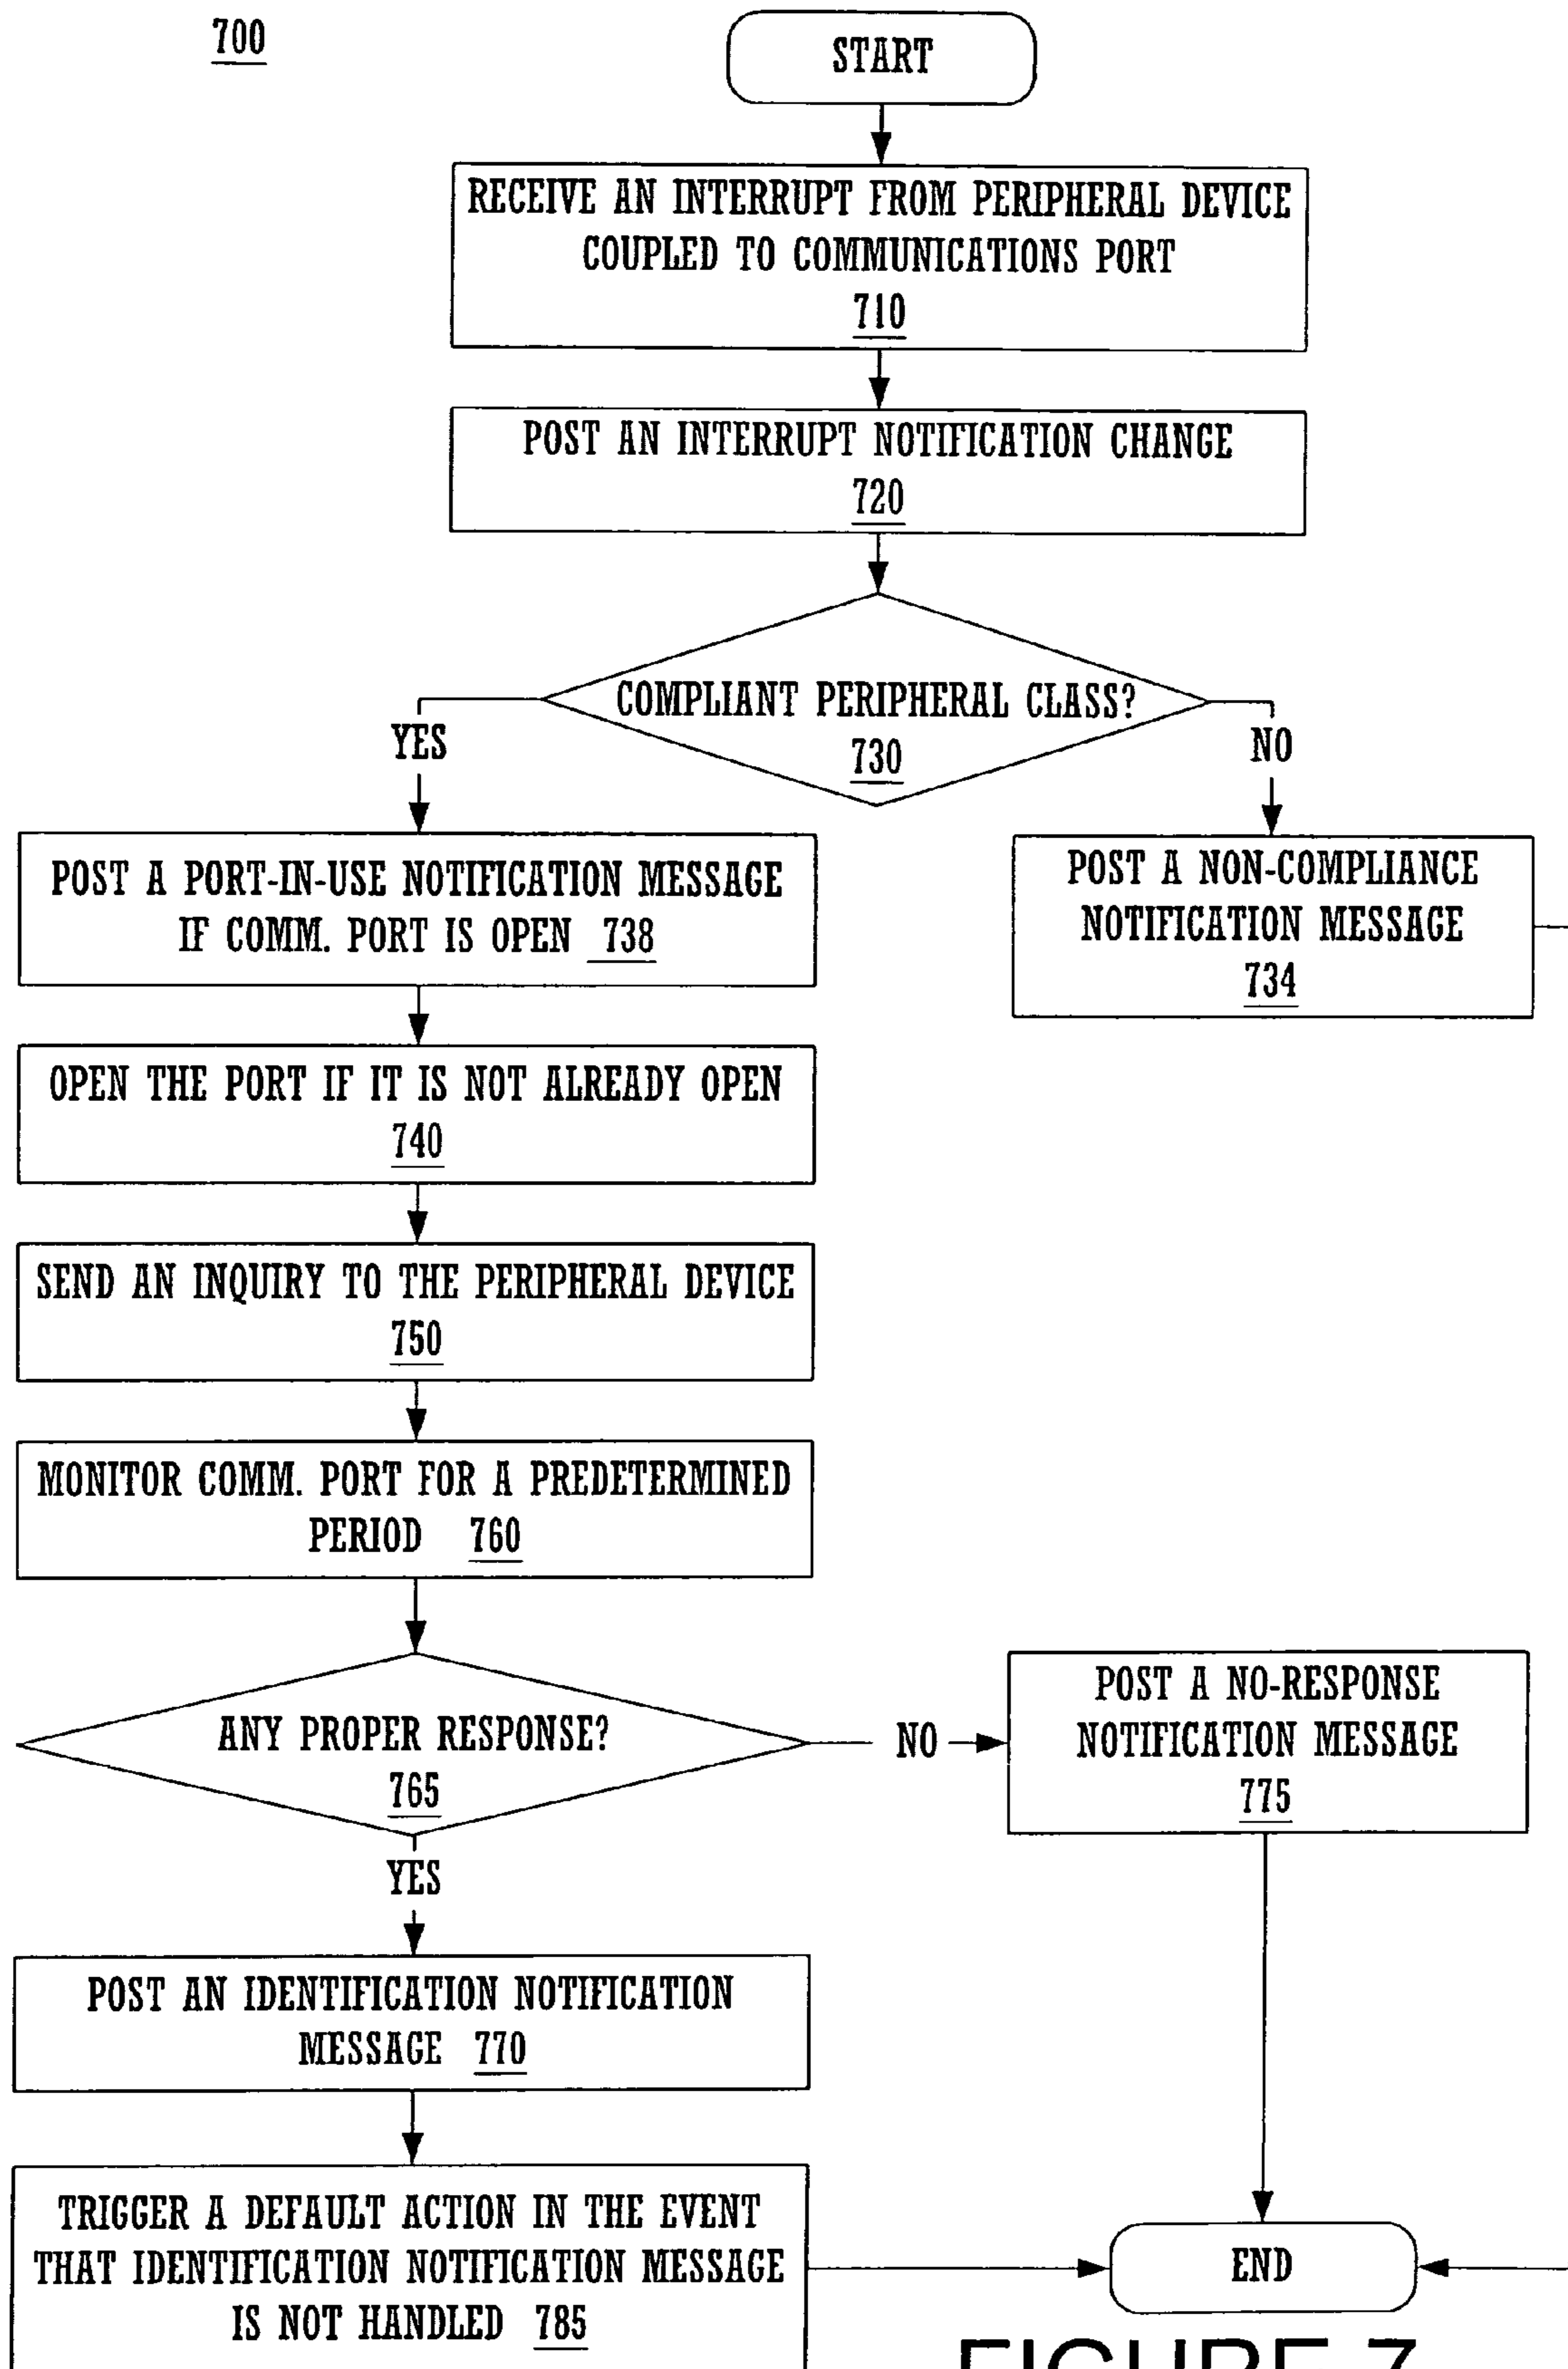 700
START
RECEIVE AN INTERRUPT FROM PERIPHERAL DEVICE
COUPLED TO COMMUNICATIONS PORT
710
POST AN INTERRUPT NOTIFICATION CHANGE
720
COMPLIANT PERIPHERAL CLASS?
730
YES
NO
POST A PORT-IN-USE NOTIFICATION MESSAGE
IF COMM. PORT IS OPEN 738
POST A NON-COMPLIANCE
NOTIFICATION MESSAGE
734
OPEN THE PORT IF IT IS NOT ALREADY OPEN
740
SEND AN INQUIRY TO THE PERIPHERAL DEVICE
750
MONITOR COMM. PORT FOR A PREDETERMINED
PERIOD 760
ANY PROPER RESPONSE?
765
NO
POST A NO-RESPONSE
NOTIFICATION MESSAGE
775
YES
POST AN IDENTIFICATION NOTIFICATION
MESSAGE 770
TRIGGER A DEFAULT ACTION IN THE EVENT
THAT IDENTIFICATION NOTIFICATION MESSAGE
IS NOT HANDLED 785
END
FIGURE 7